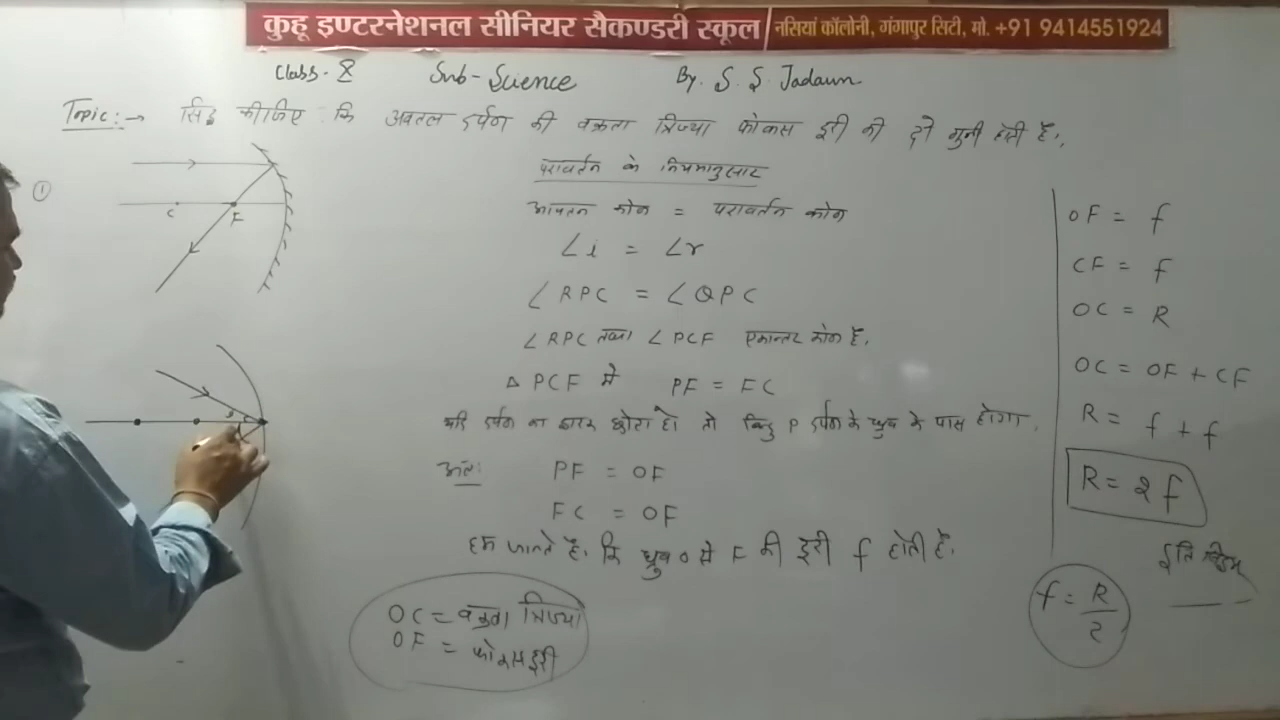 कुहू इण्टरनेशनल सीनियर सैकण्डरी स्कूल नसियां कॉलोनी, गंगापुर सिटी, मो. +91 9414551924
Class - X Sub- Science By. S. S. Jadaun
Topic :- → सिद्ध कीजिए कि अवतल दर्पण की वक्रता त्रिज्या फोकस दूरी की दो गुनी होती है।
①
C F
परावर्तन के नियमानुसार
आपतन कोण = परावर्तन कोण
∠i = ∠r
∠RPC = ∠QPC
∠RPC तथा ∠PCF एकान्तर कोण है।
△ PCF में PF = FC
यदि दर्पण का द्वारक छोटा हो तो बिन्दु P दर्पण के ध्रुव के पास होगा।
अतः PF = OF
FC = OF
हम जानते है। कि ध्रुव O से F की दूरी f होती है।
OC = वक्रता त्रिज्या
OF = फोकस दूरी
OF = f
CF = f
OC = R
OC = OF + CF
R = f + f
R = 2f
इति सिद्धम्
f = R/2